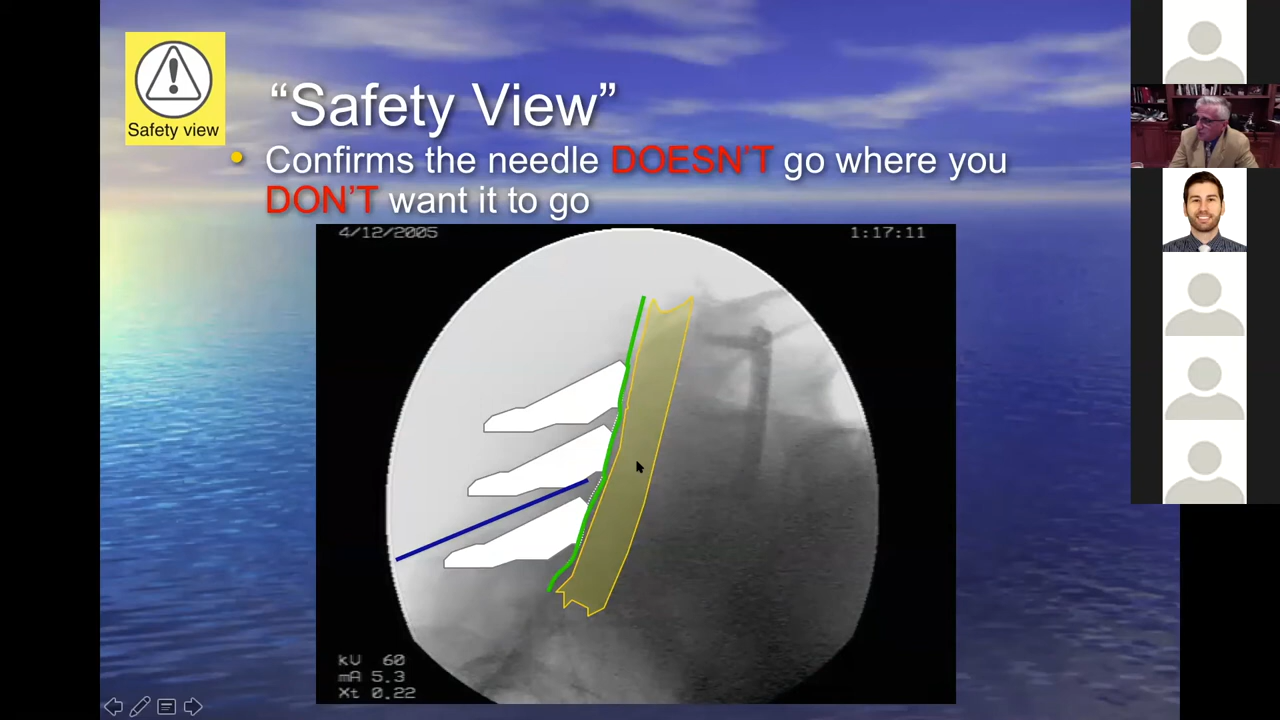 Safety view
“Safety View”
• Confirms the needle DOESN’T go where you
DON’T want it to go
4/12/2005 1:17:11
kV 60
mA 5.3
Xt 0.22